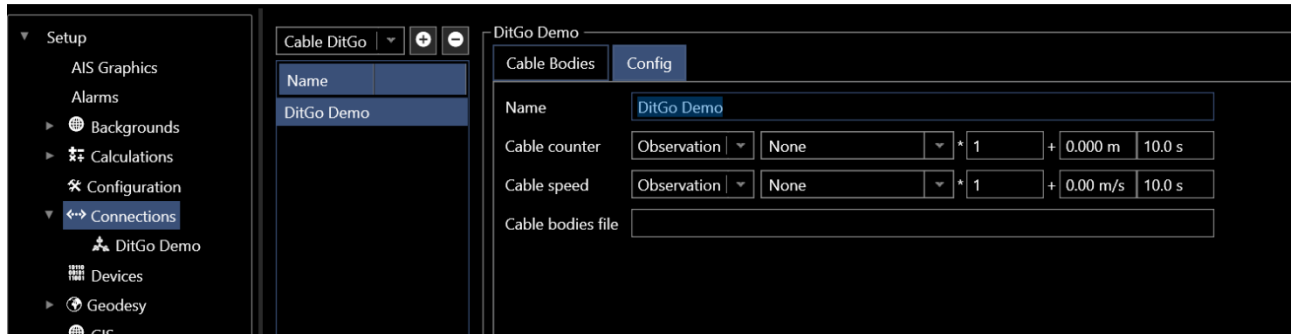 Setup
AIS Graphics
Alarms
Backgrounds
Calculations
Configuration
Connections
DitGo Demo
Devices
Geodesy
GIS
Cable DitGo
Name
DitGo Demo
DitGo Demo
Cable Bodies Config
Name DitGo Demo
Cable counter Observation None * 1 + 0.000 m 10.0 s
Cable speed Observation None * 1 + 0.00 m/s 10.0 s
Cable bodies file